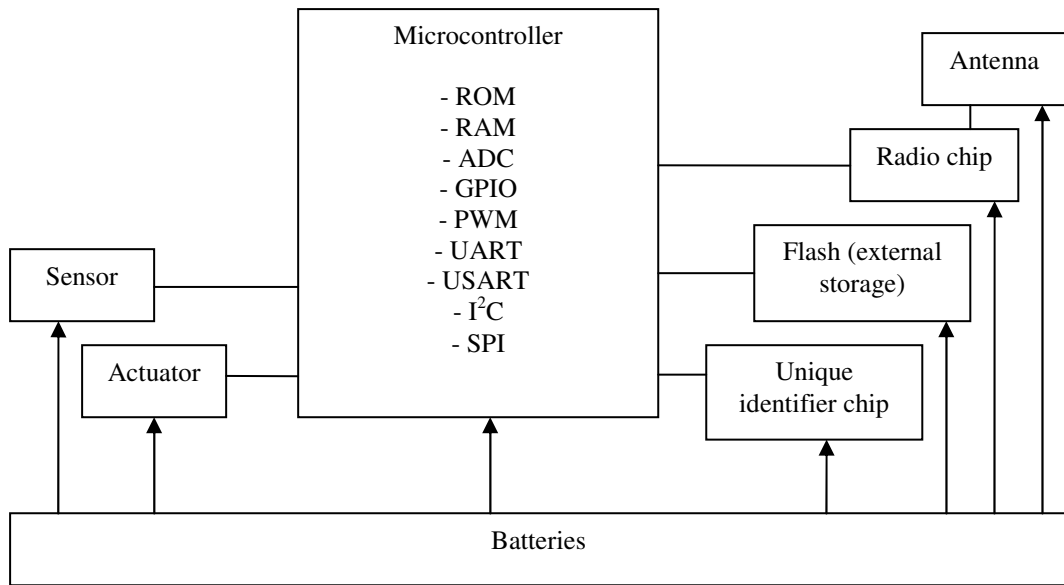 Microcontroller
- ROM
- RAM
- ADC
- GPIO
- PWM
- UART
- USART
- I²C
- SPI
Antenna
Radio chip
Flash (external
storage)
Unique
identifier chip
Sensor
Actuator
Batteries